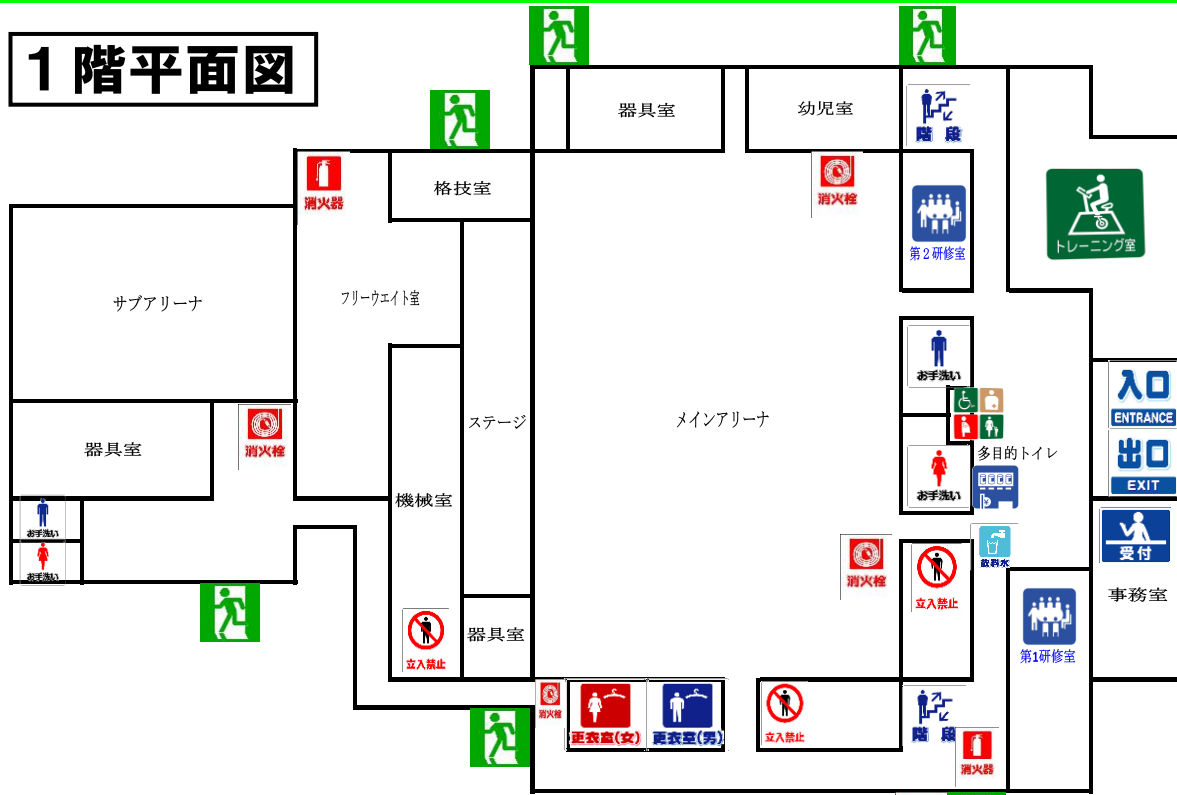 1階平面図
器具室
幼児室
階段
格技室
消火器
消火栓
第2研修室
トレーニング室
サブアリーナ
フリーウエイト室
お手洗い
入口
ENTRANCE
ステージ
メインアリーナ
器具室
消火栓
多目的トイレ
出口
EXIT
お手洗い
機械室
お手洗い
お手洗い
飲料水
受付
消火栓
立入禁止
事務室
器具室
立入禁止
第1研修室
消火栓
更衣室(女)
更衣室(男)
立入禁止
階段
消火器